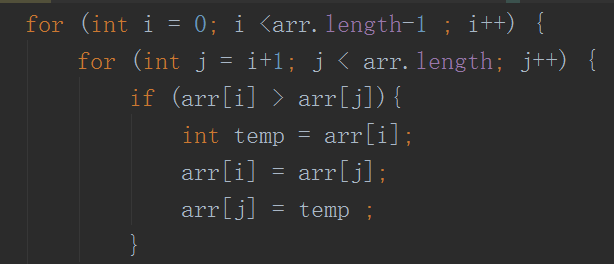 for (int i = 0; i <arr.length-1 ; i++) {
    for (int j = i+1; j < arr.length; j++) {
        if (arr[i] > arr[j]){
            int temp = arr[i];
            arr[i] = arr[j];
            arr[j] = temp ;
        }